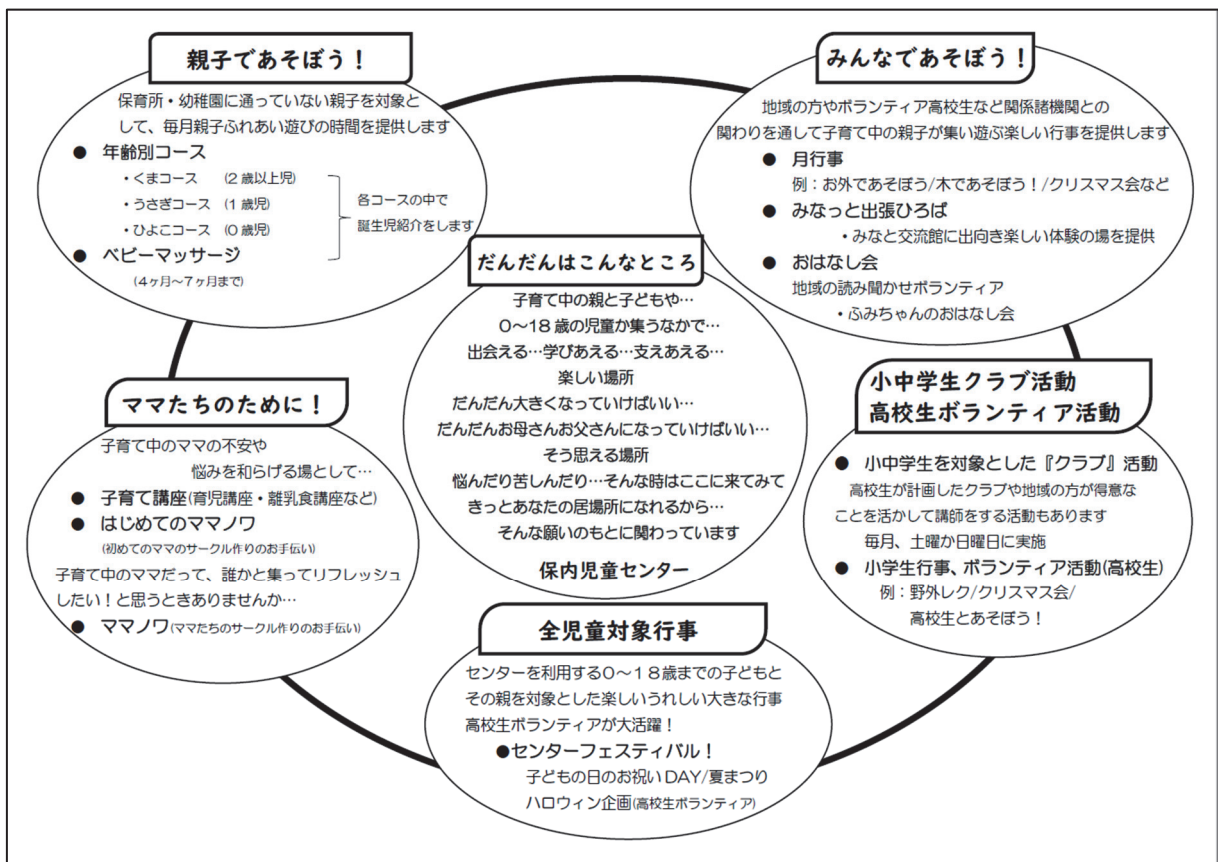 親子であそぼう！
保育所・幼稚園に通っていない親子を対象と
して、毎月親子ふれあい遊びの時間を提供します
● 年齢別コース
・くまコース (2歳以上児)
・うさぎコース (1歳児)
・ひよこコース (0歳児)
各コースの中で
誕生児紹介をします
● ベビーマッサージ
(4ヶ月～7ヶ月まで)
みんなであそぼう！
地域の方やボランティア高校生など関係諸機関との
関わりを通して子育て中の親子が集い遊ぶ楽しい行事を提供します
● 月行事
例：お外であそぼう/木であそぼう！/クリスマス会など
● みなっと出張ひろば
・みなと交流館に出向き楽しい体験の場を提供
● おはなし会
地域の読み聞かせボランティア
・ふみちゃんのおはなし会
だんだんはこんなところ
子育て中の親と子どもや…
0～18歳の児童か集うなかで…
出会える…学びあえる…支えあえる…
楽しい場所
だんだん大きくなっていけばいい…
だんだんお母さんお父さんになっていけばいい…
そう思える場所
悩んだり苦しんだり…そんな時はここに来てみて
きっとあなたの居場所になれるから…
そんな願いのもとに関わっています
保内児童センター
ママたちのために！
子育て中のママの不安や
悩みを和らげる場として…
● 子育て講座(育児講座・離乳食講座など)
● はじめてのママノワ
(初めてのママのサークル作りのお手伝い)
子育て中のママだって、誰かと集ってリフレッシュ
したい！と思うときありませんか…
● ママノワ(ママたちのサークル作りのお手伝い)
小中学生クラブ活動
高校生ボランティア活動
● 小中学生を対象とした『クラブ』活動
高校生が計画したクラブや地域の方が得意な
ことを活かして講師をする活動もあります
毎月、土曜か日曜日に実施
● 小学生行事、ボランティア活動(高校生)
例：野外レク/クリスマス会/
高校生とあそぼう！
全児童対象行事
センターを利用する0～18歳までの子どもと
その親を対象とした楽しいうれしい大きな行事
高校生ボランティアが大活躍！
●センターフェスティバル！
子どもの日のお祝いDAY/夏まつり
ハロウィン企画(高校生ボランティア)